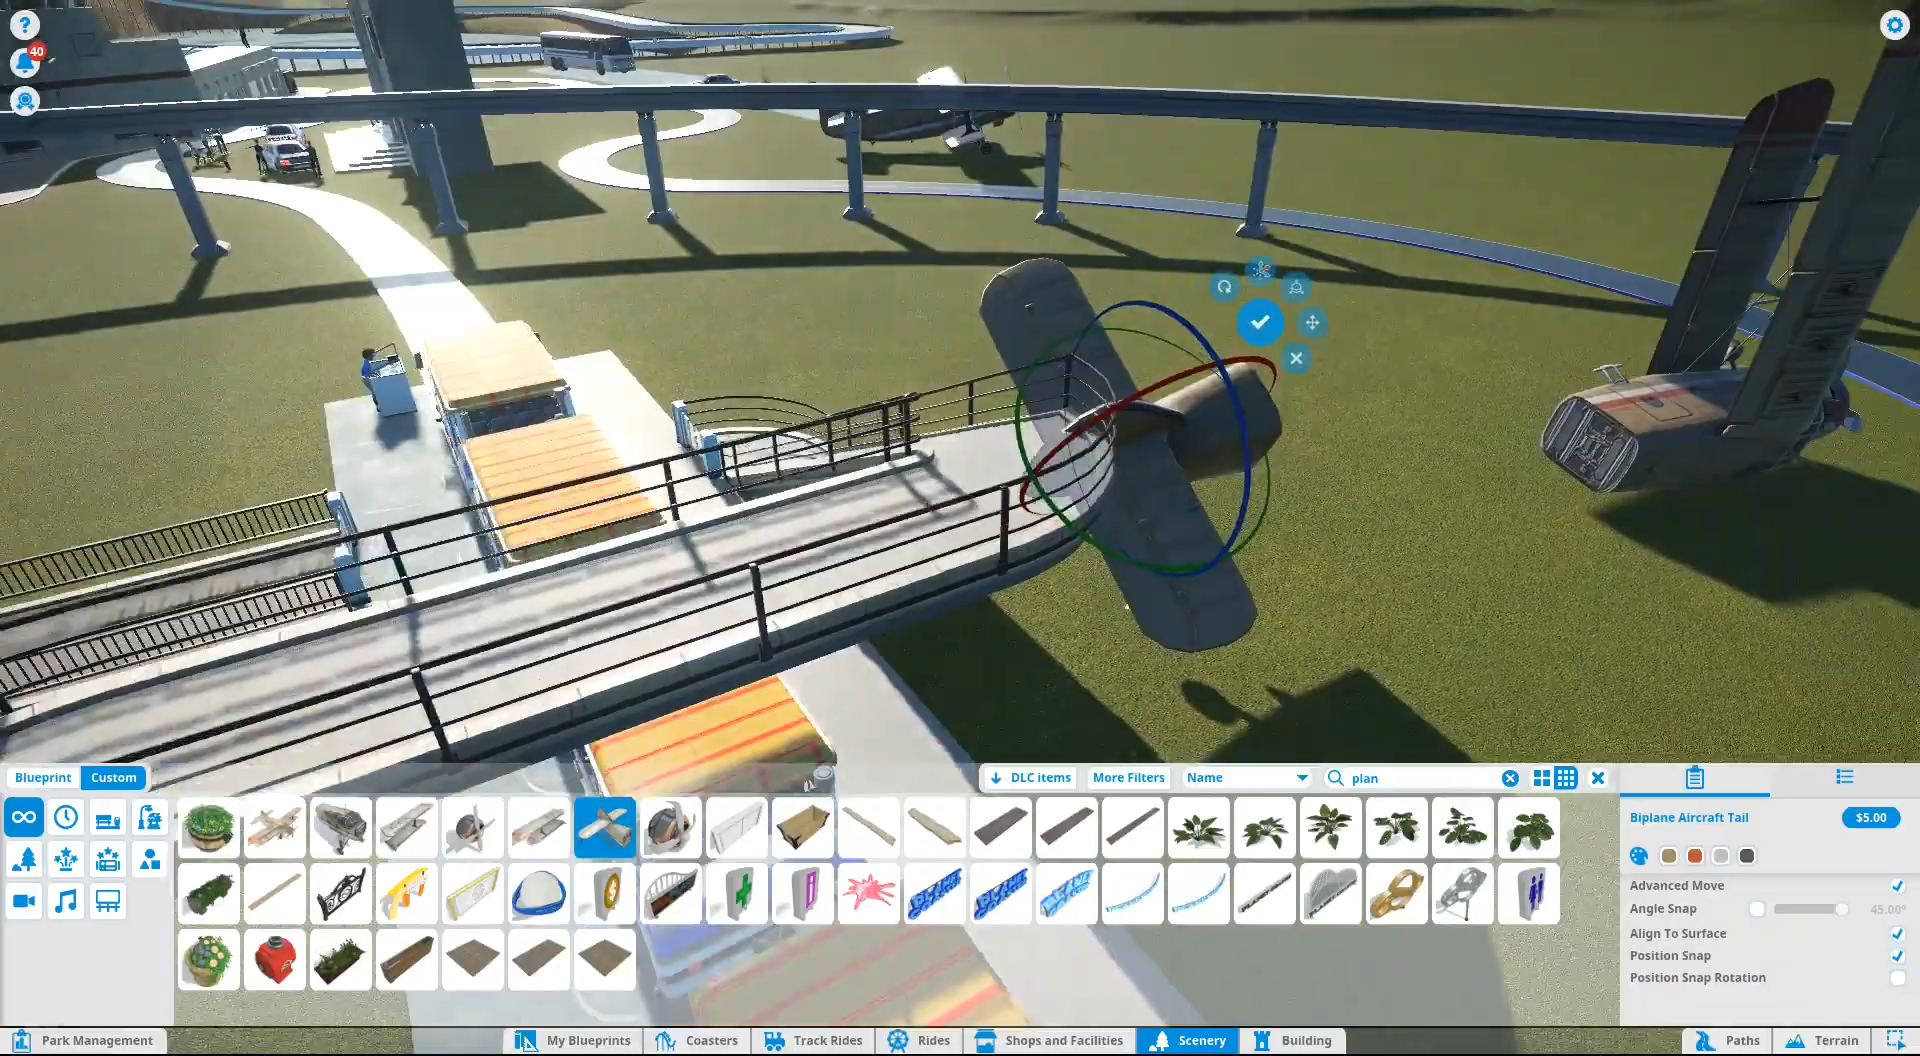 ?
40
Blueprint
Custom
DLC items
More Filters
Name
plan
Biplane Aircraft Tail
$5.00
Advanced Move
Angle Snap
45.00°
Align To Surface
Position Snap
Position Snap Rotation
Park Management
My Blueprints
Coasters
Track Rides
Rides
Shops and Facilities
Scenery
Building
Paths
Terrain